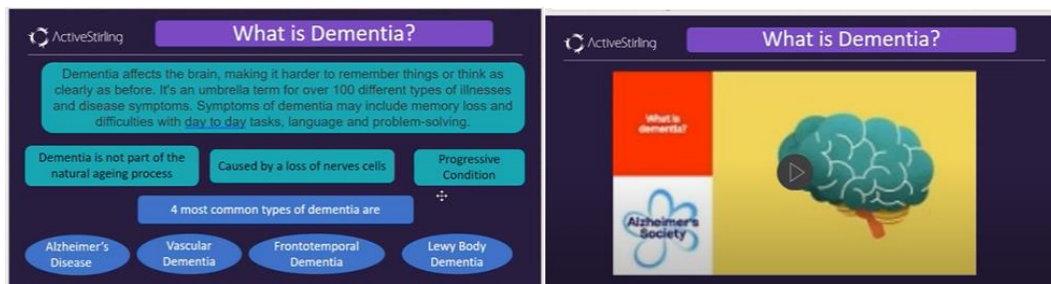 ActiveStirling
What is Dementia?
Dementia affects the brain, making it harder to remember things or think as
clearly as before. It's an umbrella term for over 100 different types of illnesses
and disease symptoms. Symptoms of dementia may include memory loss and
difficulties with day to day tasks, language and problem-solving.
Dementia is not part of the
natural ageing process
Caused by a loss of nerves cells
Progressive
Condition
4 most common types of dementia are
Alzheimer's
Disease
Vascular
Dementia
Frontotemporal
Dementia
Lewy Body
Dementia
ActiveStirling
What is Dementia?
What is
dementia?
Alzheimer's
Society